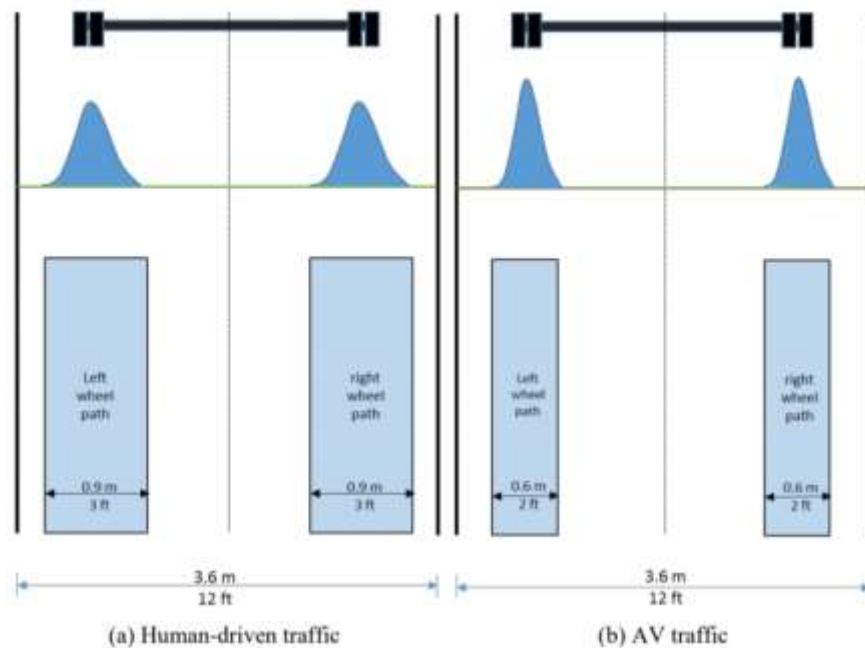 Left
wheel
path
0.9 m
3 ft
right
wheel
path
0.9 m
3 ft
3.6 m
12 ft
(a) Human-driven traffic
Left
wheel
path
0.6 m
2 ft
right
wheel
path
0.6 m
2 ft
3.6 m
12 ft
(b) AV traffic